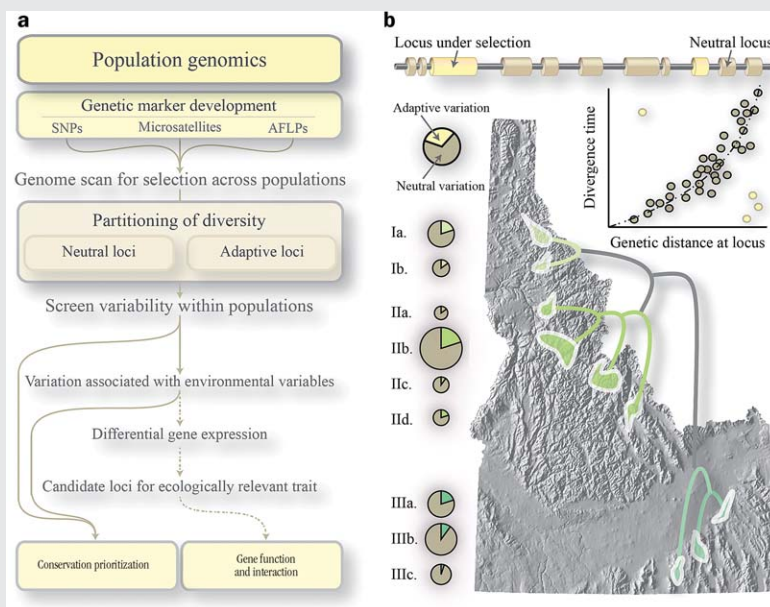 a
Population genomics
Genetic marker development
SNPs Microsatellites AFLPs
Genome scan for selection across populations
Partitioning of diversity
Neutral loci Adaptive loci
Screen variability within populations
Variation associated with environmental variables
Differential gene expression
Candidate loci for ecologically relevant trait
Conservation prioritization
Gene function
and interaction
b
Locus under selection Neutral locus
Adaptive variation
Neutral variation
Divergence time
Genetic distance at locus
Ia.
Ib.
IIa.
IIb.
IIc.
IId.
IIIa.
IIIb.
IIIc.